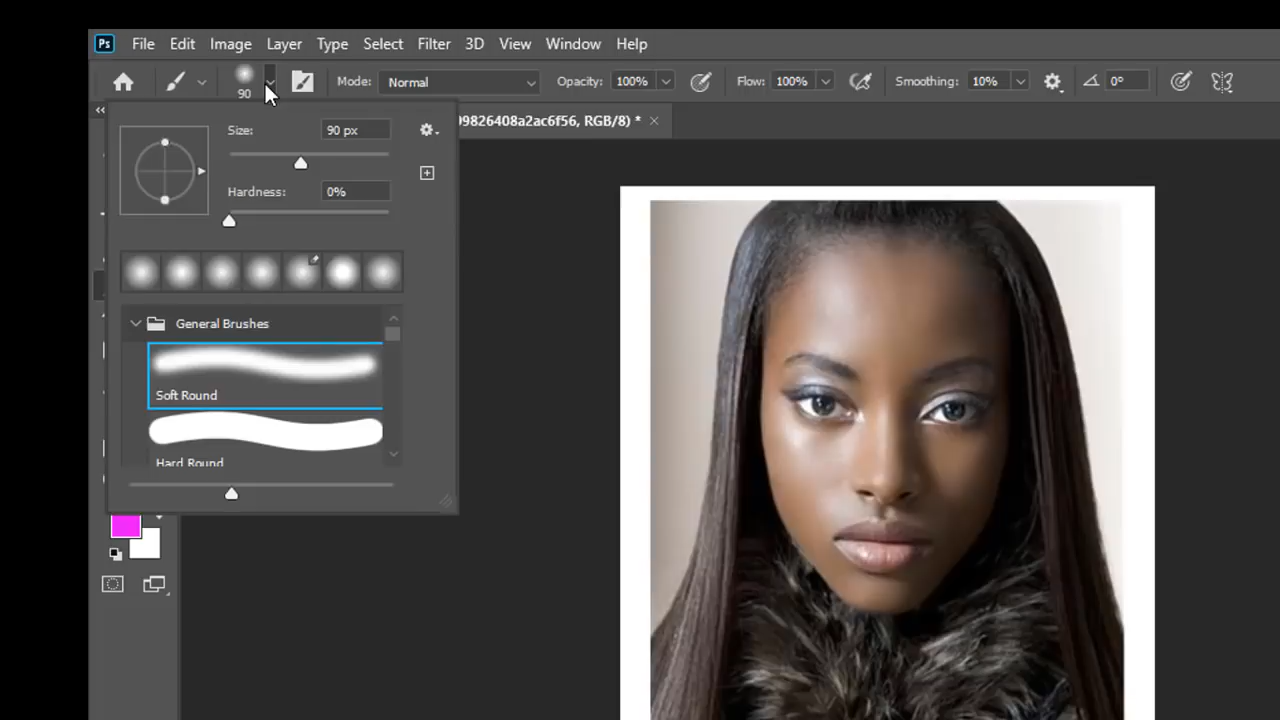 Ps File Edit Image Layer Type Select Filter 3D View Window Help
90 Mode: Normal Opacity: 100% Flow: 100% Smoothing: 10% 0°
99826408a2ac6f56, RGB/8) *
Size: 90 px
Hardness: 0%
General Brushes
Soft Round
Hard Round